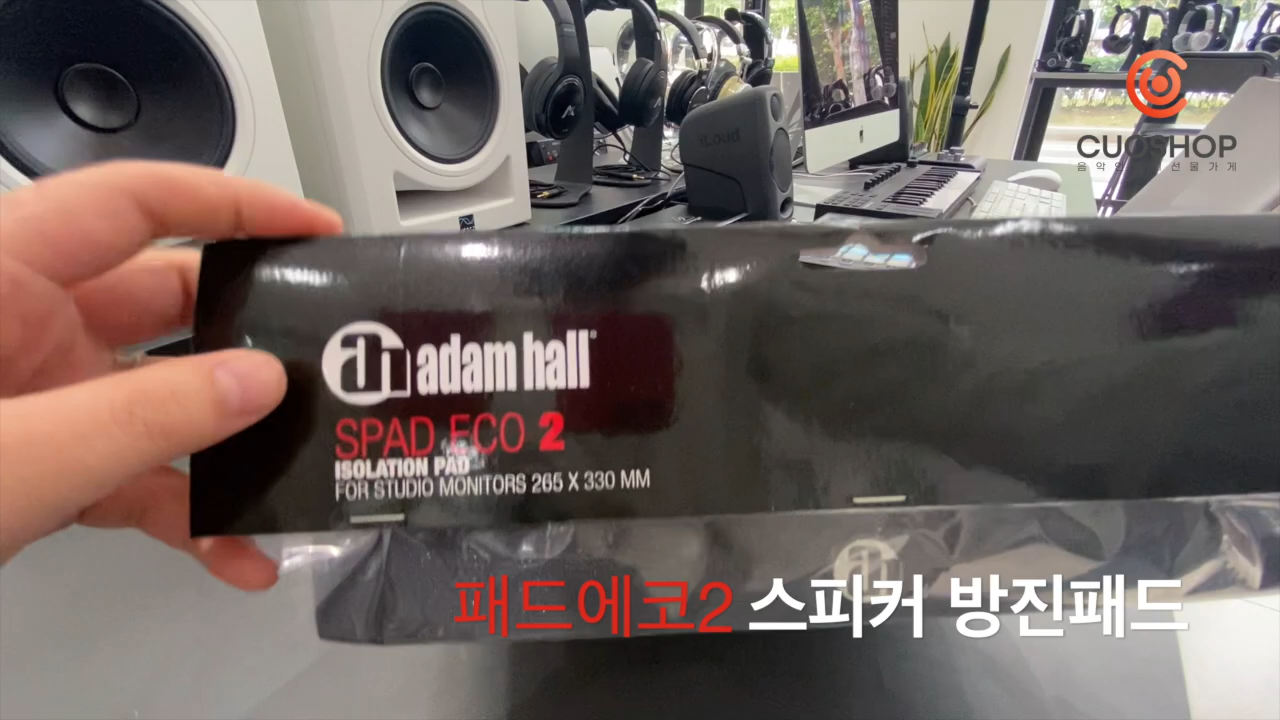 iLoud
CUOSHOP
adam hall
SPAD ECO 2
ISOLATION PAD
FOR STUDIO MONITORS 265 X 330 MM
패드에코2 스피커 방진패드